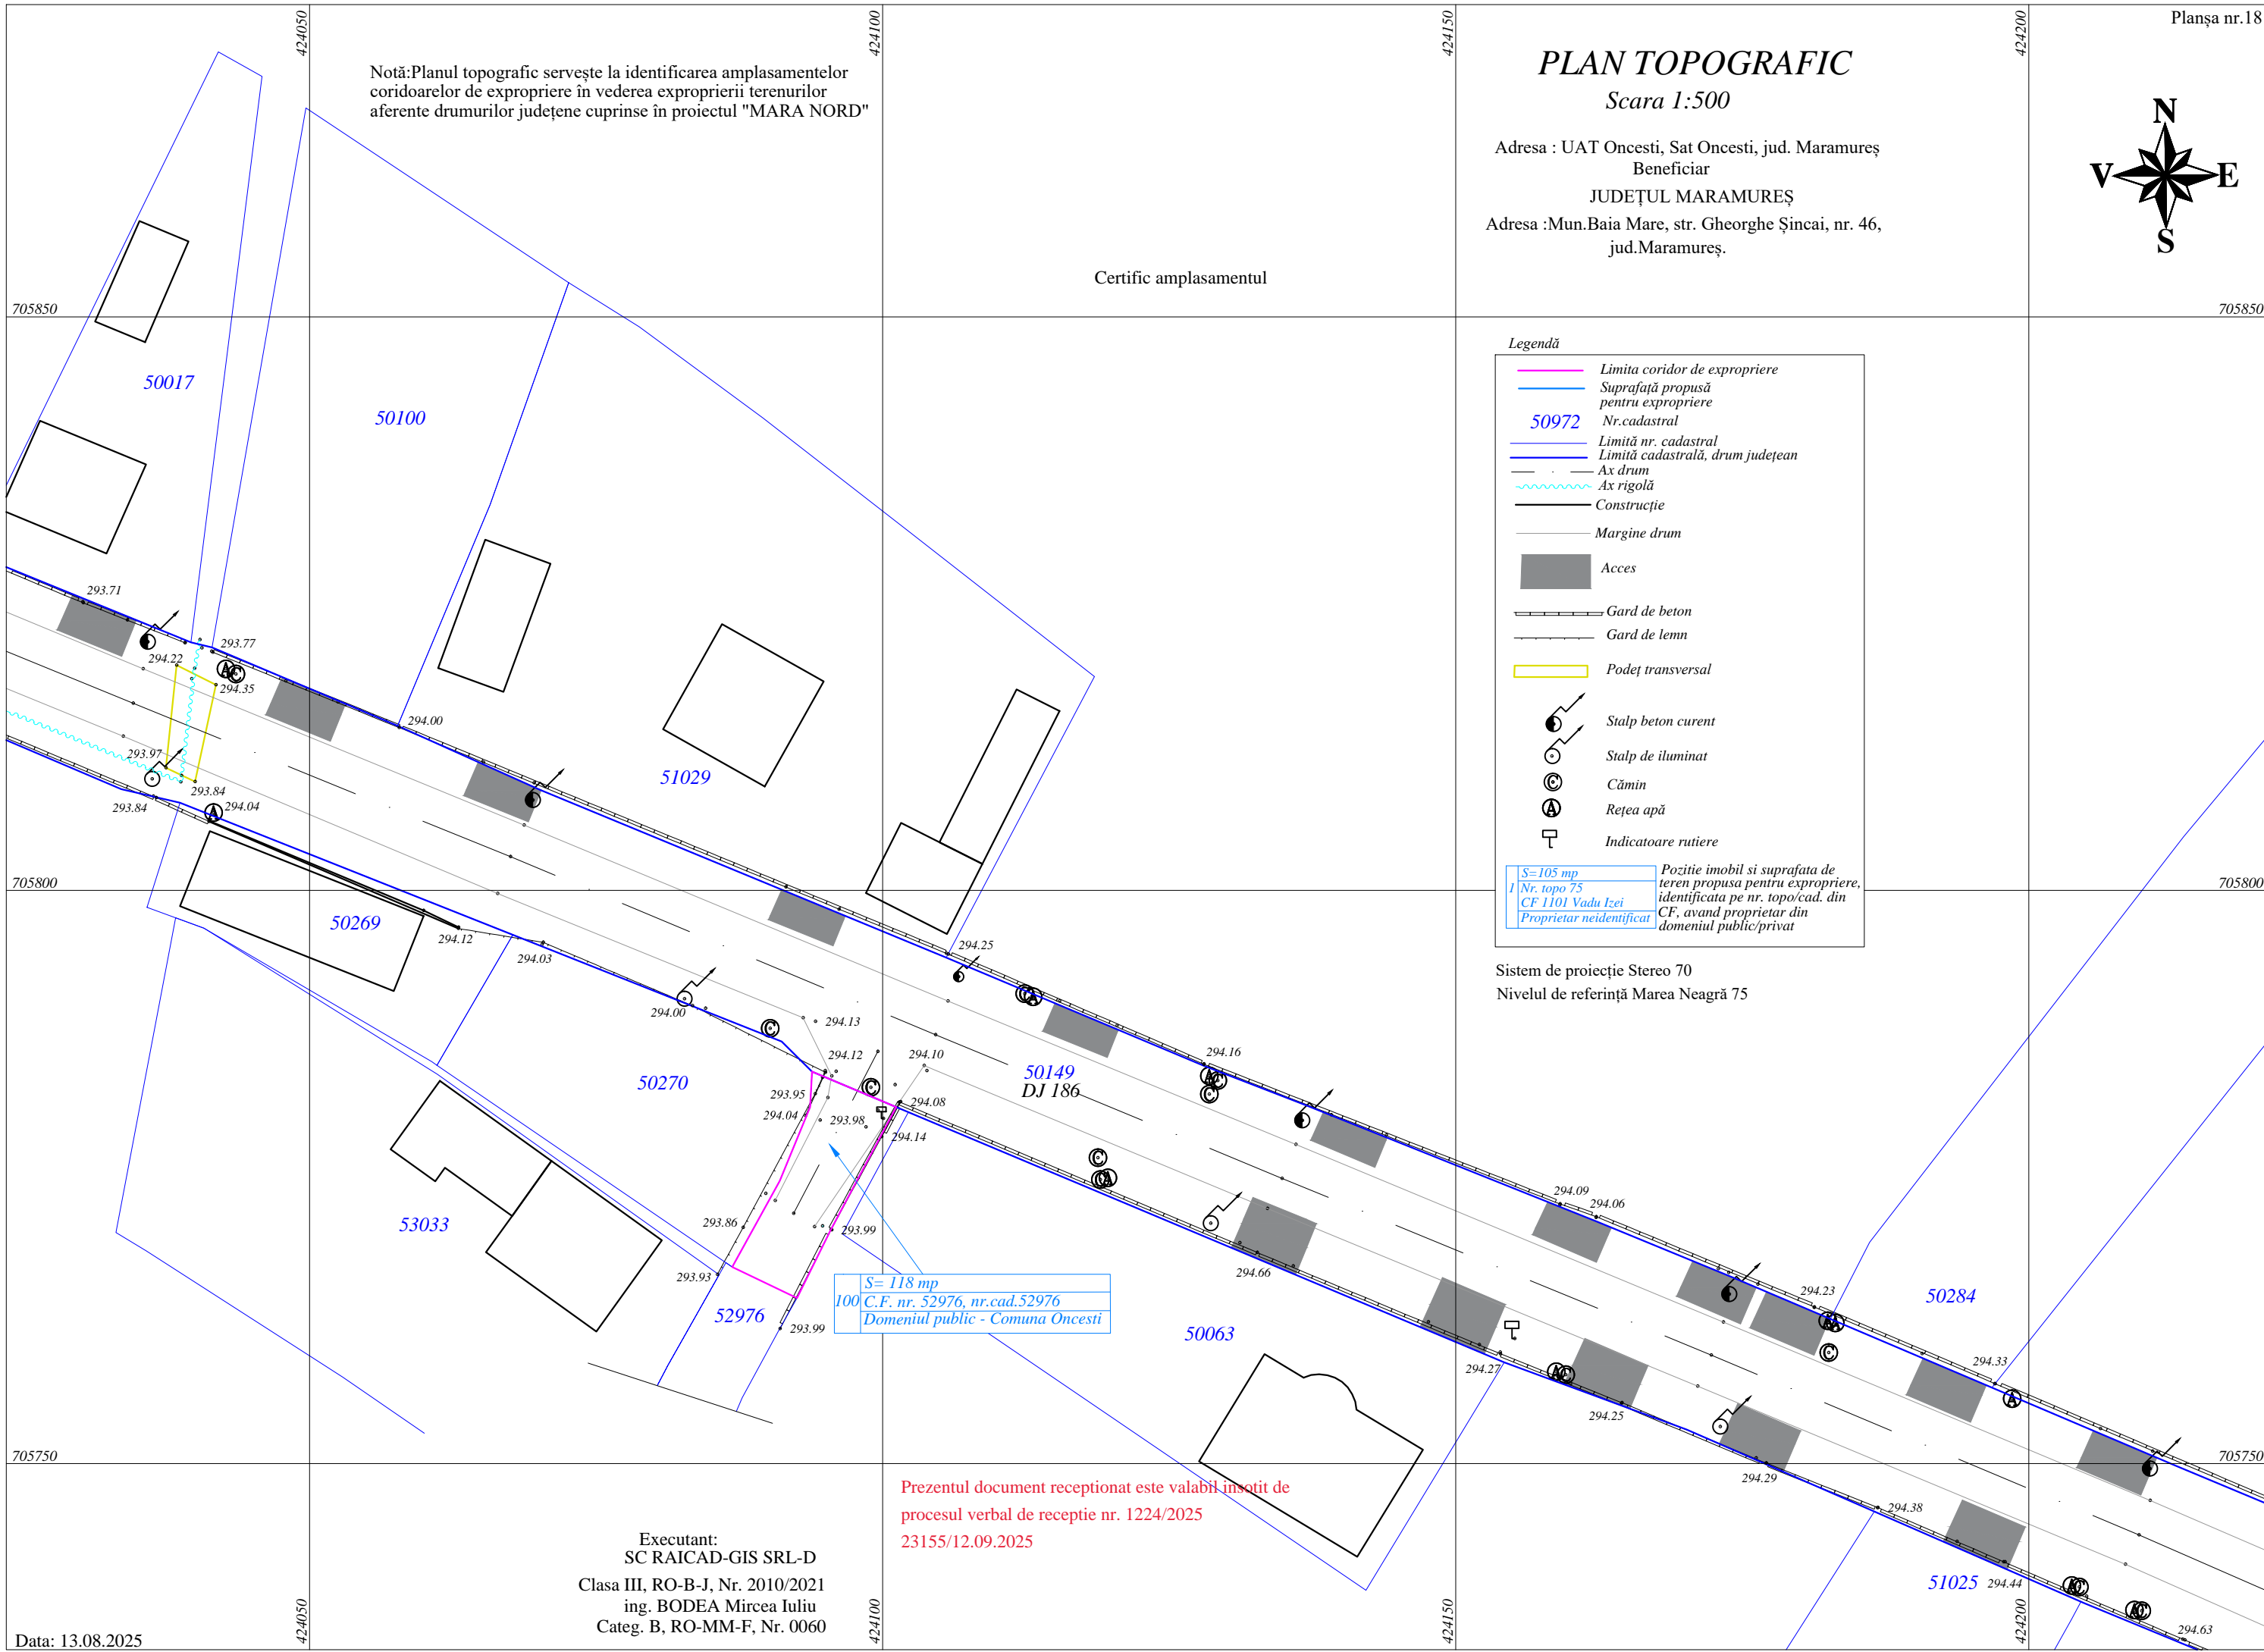 424050
424100
424150
424200
Planșa nr.18
Notă:Planul topografic servește la identificarea amplasamentelor
coridoarelor de expropriere în vederea exproprierii terenurilor
aferente drumurilor județene cuprinse în proiectul "MARA NORD"
PLAN TOPOGRAFIC
Scara 1:500
Adresa : UAT Oncesti, Sat Oncesti, jud. Maramureș
Beneficiar
JUDEȚUL MARAMUREȘ
Adresa :Mun.Baia Mare, str. Gheorghe Șincai, nr. 46,
jud.Maramureș.
N
V
E
S
Certific amplasamentul
705850
705850
Legendă
Limita coridor de expropriere
Suprafață propusă
pentru expropriere
50972 Nr.cadastral
Limită nr. cadastral
Limită cadastrală, drum județean
Ax drum
Ax rigolă
Construcție
Margine drum
Acces
Gard de beton
Gard de lemn
Podeț transversal
Stalp beton curent
Stalp de iluminat
C Cămin
A Rețea apă
Indicatoare rutiere
S=105 mp
1 Nr. topo 75
CF 1101 Vadu Izei
Proprietar neidentificat
Pozitie imobil si suprafata de
teren propusa pentru expropriere,
identificata pe nr. topo/cad. din
CF, avand proprietar din
domeniul public/privat
Sistem de proiecție Stereo 70
Nivelul de referință Marea Neagră 75
50017
50100
293.71
293.77
294.22
A C
294.35
294.00
293.97
293.84
293.84
294.04
A
51029
705800
705800
50269
294.12
294.03
294.25
C A
294.00
294.13
C
294.12
294.10
294.16
50149
DJ 186
A C
C
50270
293.95
C
294.08
294.04
293.98
294.14
C
C A
294.09
294.06
53033
293.86
293.99
294.66
293.93
S= 118 mp
100 C.F. nr. 52976, nr.cad.52976
Domeniul public - Comuna Oncesti
52976
293.99
50063
294.23
50284
A A
C
294.27
294.33
A C
A
294.25
705750
705750
294.29
294.38
Prezentul document receptionat este valabil insotit de
procesul verbal de receptie nr. 1224/2025
23155/12.09.2025
51025
294.44
A C
A C
294.63
Executant:
SC RAICAD-GIS SRL-D
Clasa III, RO-B-J, Nr. 2010/2021
ing. BODEA Mircea Iuliu
Categ. B, RO-MM-F, Nr. 0060
Data: 13.08.2025
424050
424100
424150
424200